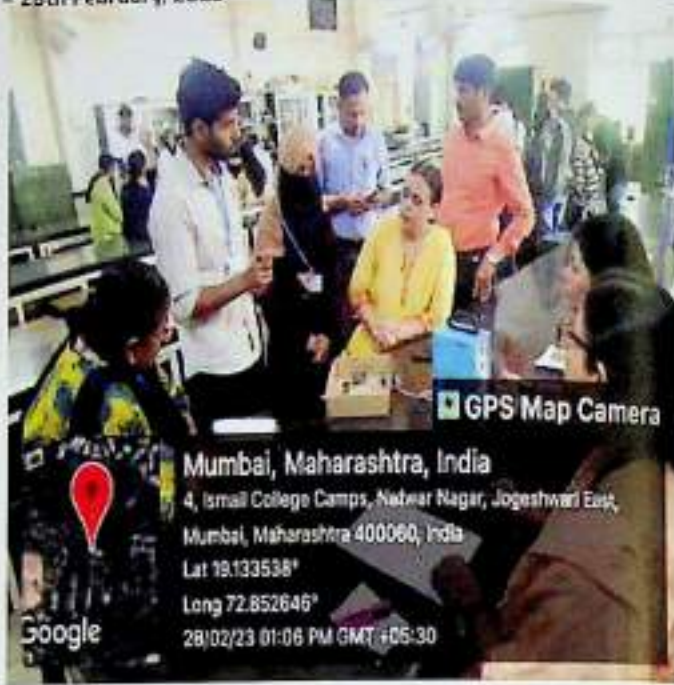 GPS Map Camera
Mumbai, Maharashtra, India
4, Ismail College Camps, Natwar Nagar, Jogeshwari East,
Mumbai, Maharashtra 400060, India
Lat 19.133538°
Long 72.852646°
28/02/23 01:06 PM GMT +05:30
Google